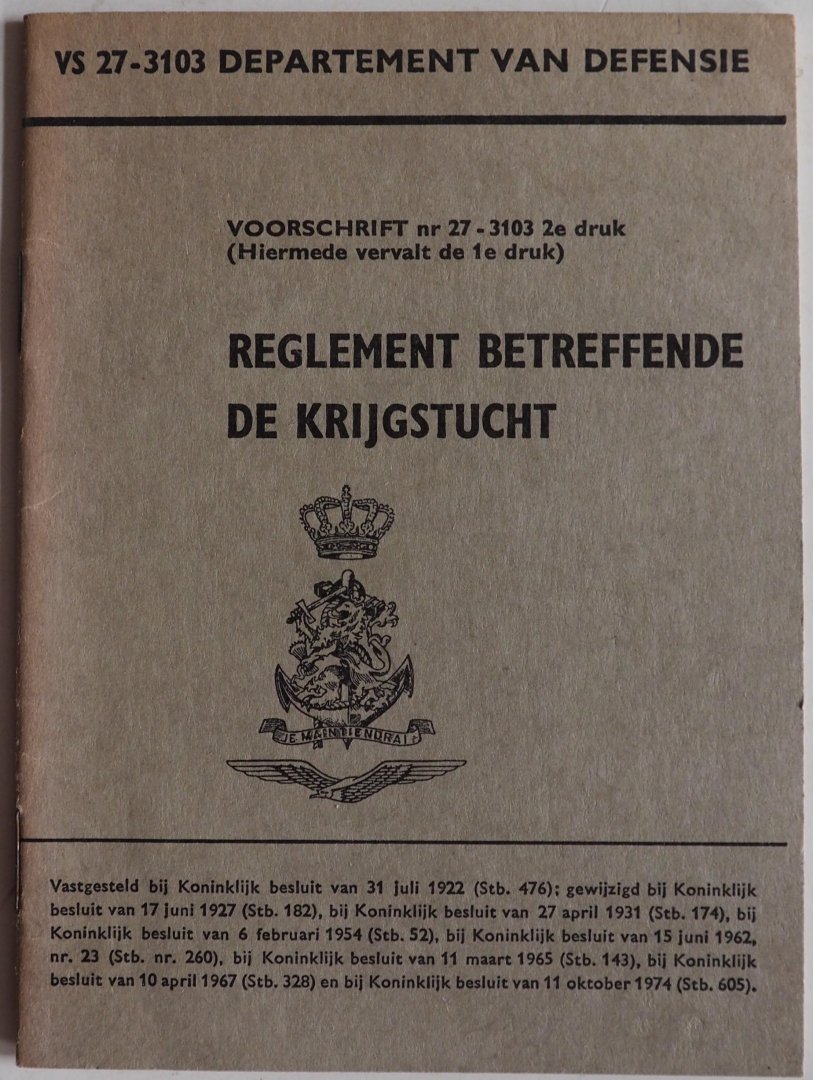 VS 27-3103 DEPARTEMENT VAN DEFENSIE
VOORSCHRIFT nr 27-3103 2e druk
(Hiermede vervalt de 1e druk)
REGLEMENT BETREFFENDE
DE KRIJGSTUCHT
JE MAINTIENDRAI
Vastgesteld bij Koninklijk besluit van 31 juli 1922 (Stb. 476); gewijzigd bij Koninklijk
besluit van 17 juni 1927 (Stb. 182), bij Koninklijk besluit van 27 april 1931 (Stb. 174), bij
Koninklijk besluit van 6 februari 1954 (Stb. 52), bij Koninklijk besluit van 15 juni 1962,
nr. 23 (Stb. nr. 260), bij Koninklijk besluit van 11 maart 1965 (Stb. 143), bij Koninklijk
besluit van 10 april 1967 (Stb. 328) en bij Koninklijk besluit van 11 oktober 1974 (Stb. 605).